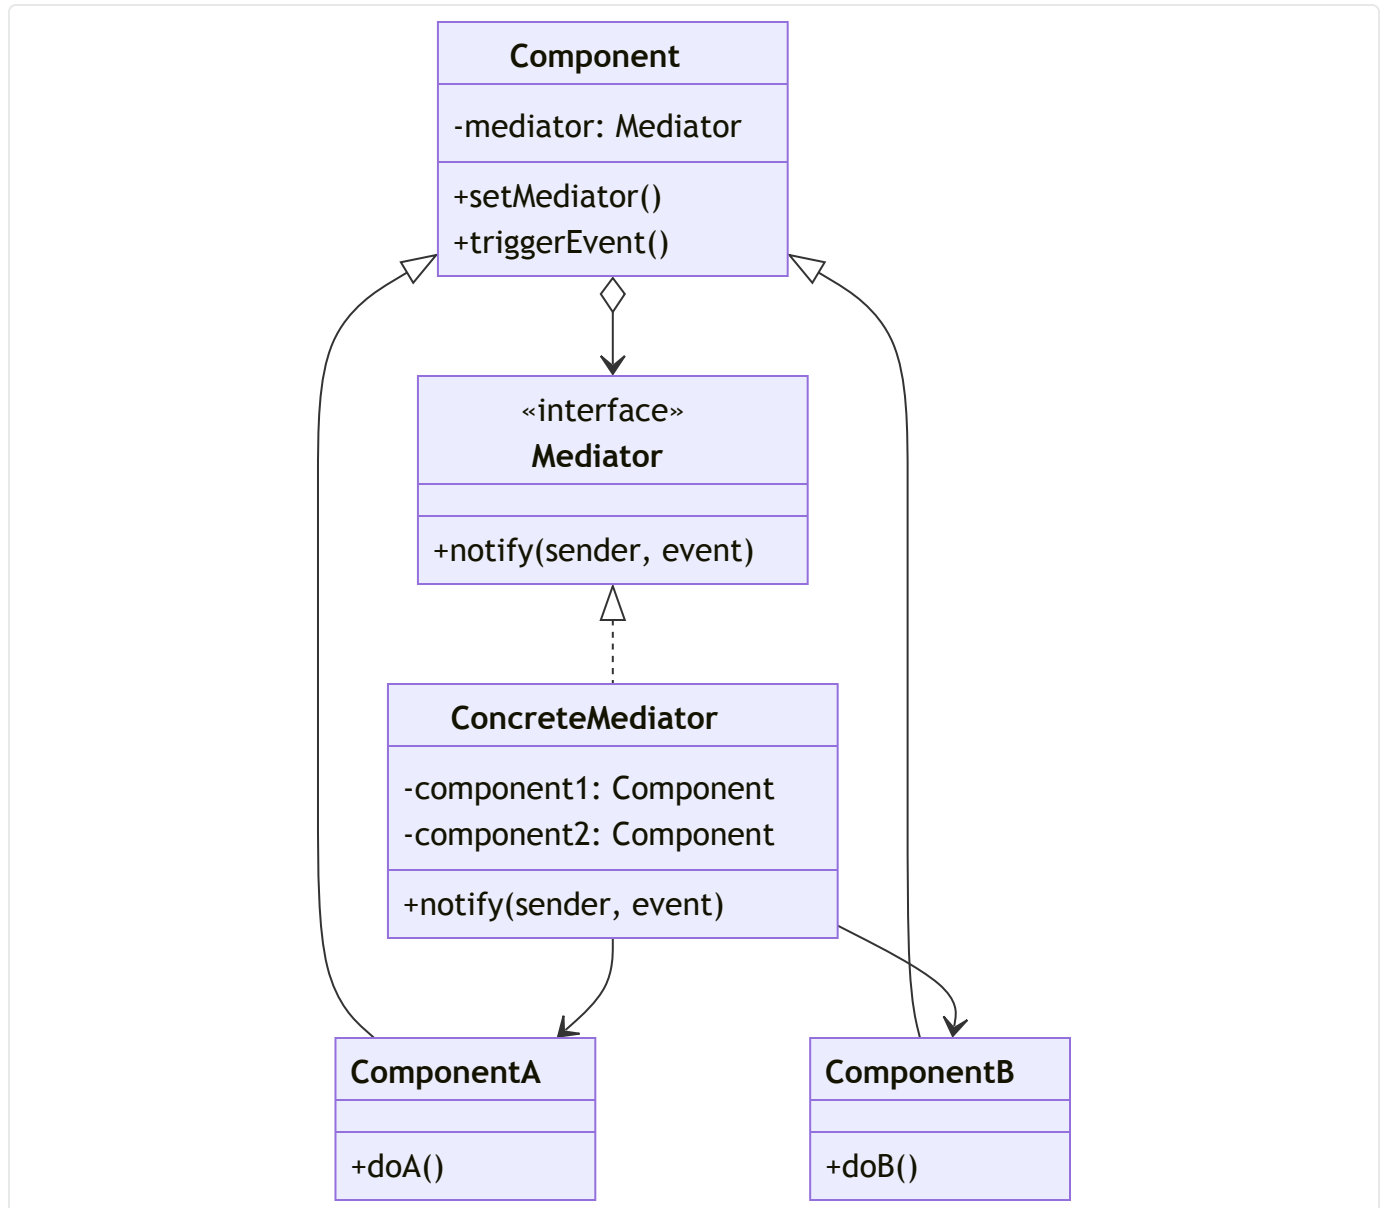 Component
-mediator: Mediator
+setMediator()
+triggerEvent()
«interface»
Mediator
+notify(sender, event)
ConcreteMediator
-component1: Component
-component2: Component
+notify(sender, event)
ComponentA
+doA()
ComponentB
+doB()